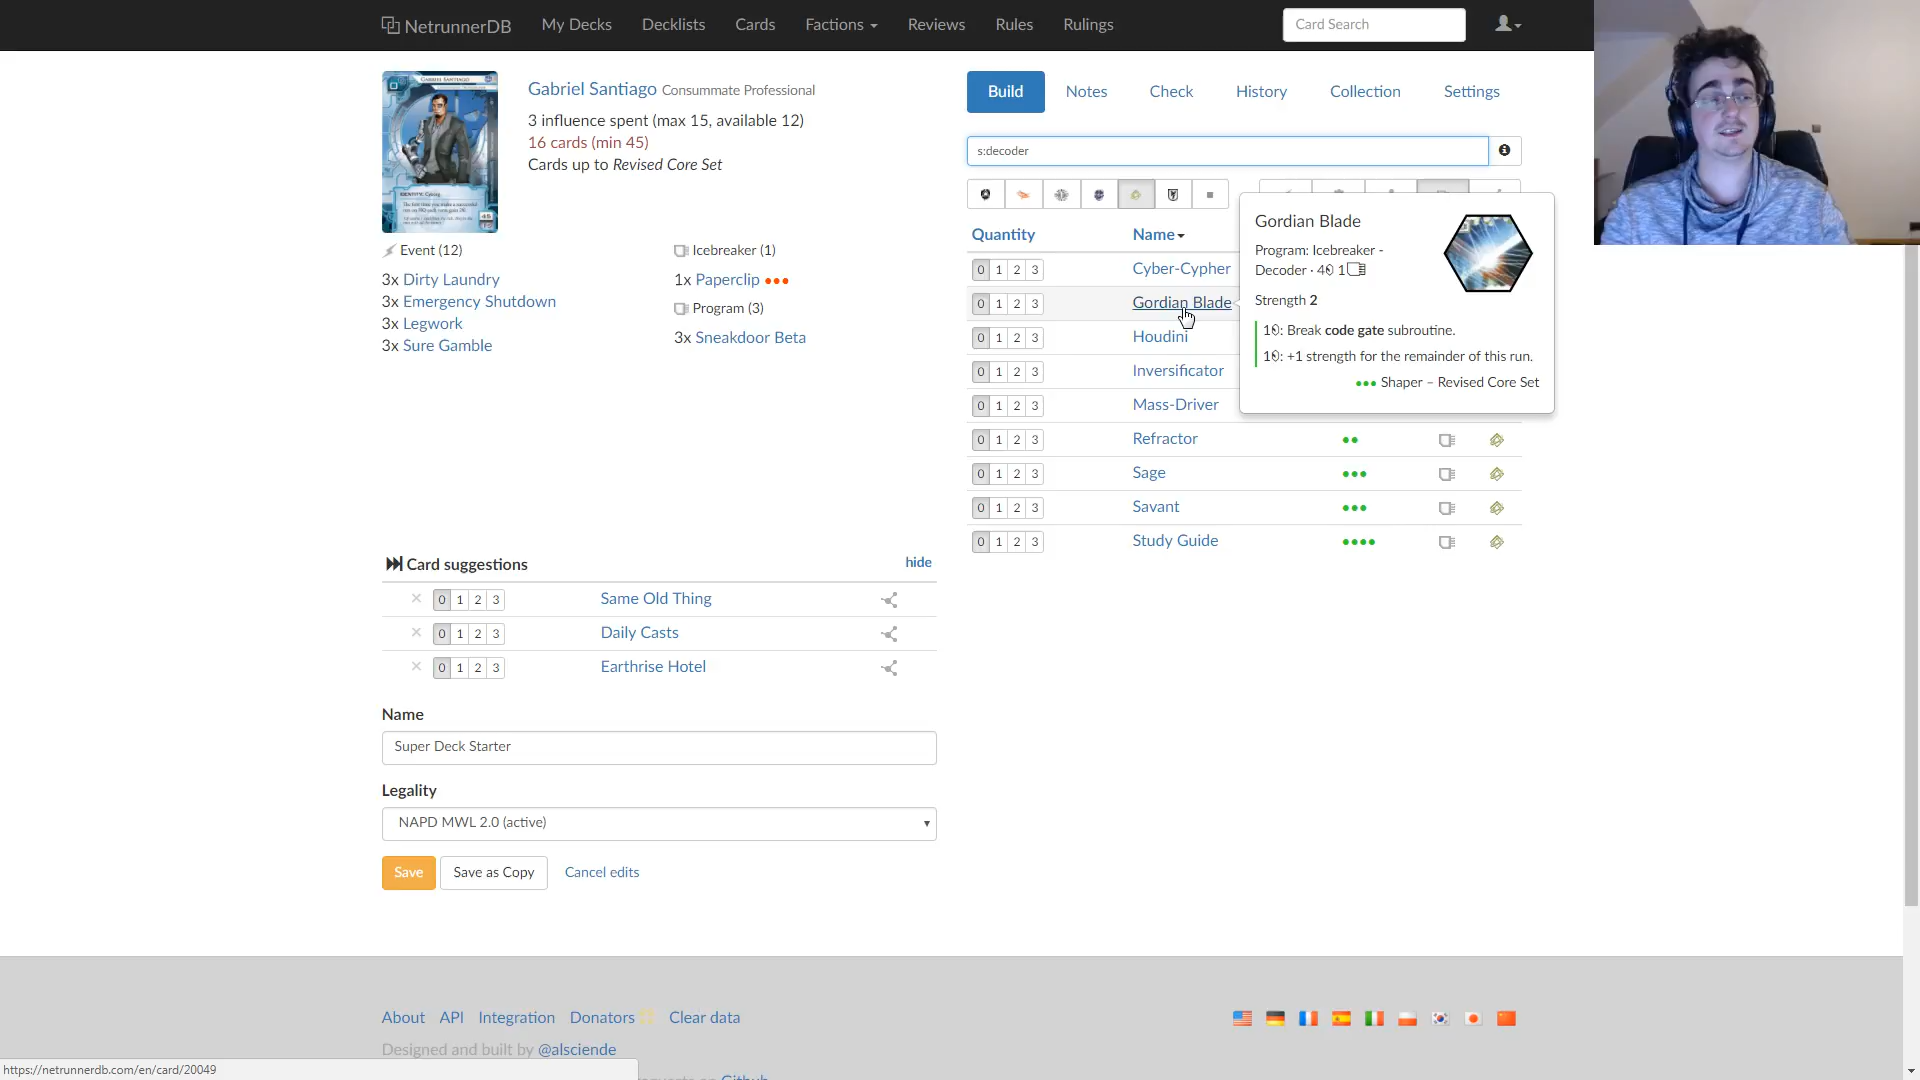 NetrunnerDB My Decks Decklists Cards Factions Reviews Rules Rulings Card Search
Gabriel Santiago Consummate Professional
3 influence spent (max 15, available 12)
16 cards (min 45)
Cards up to Revised Core Set
Event (12)
3x Dirty Laundry
3x Emergency Shutdown
3x Legwork
3x Sure Gamble
Icebreaker (1)
1x Paperclip
Program (3)
3x Sneakdoor Beta
Card suggestions hide
0 1 2 3 Same Old Thing
0 1 2 3 Daily Casts
0 1 2 3 Earthrise Hotel
Name
Super Deck Starter
Legality
NAPD MWL 2.0 (active)
Save Save as Copy Cancel edits
Build Notes Check History Collection Settings
s:decoder
Quantity Name
0 1 2 3 Cyber-Cypher
0 1 2 3 Gordian Blade
0 1 2 3 Houdini
0 1 2 3 Inversificator
0 1 2 3 Mass-Driver
0 1 2 3 Refractor
0 1 2 3 Sage
0 1 2 3 Savant
0 1 2 3 Study Guide
Gordian Blade
Program: Icebreaker -
Decoder · 4 1
Strength 2
1: Break code gate subroutine.
1: +1 strength for the remainder of this run.
Shaper – Revised Core Set
About API Integration Donators Clear data
Designed and built by @alsciende
https://netrunnerdb.com/en/card/20049